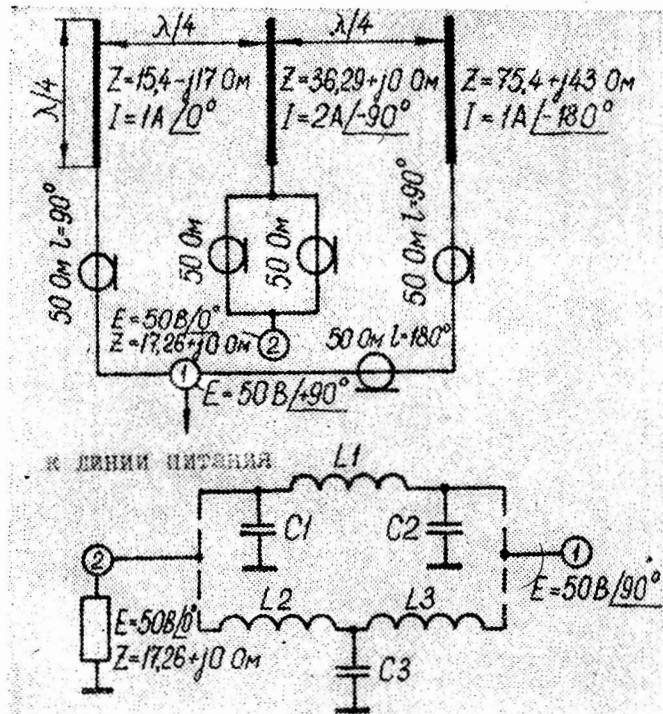 λ/4 λ/4
λ/4
Z=15,4-j17 Ом Z=36,29+j0 Ом Z=75,4+j43 Ом
I=1A/0° I=2A/-90° I=1A/-180°
50 Ом l=90° 50 Ом 50 Ом 50 Ом l=90°
E=50В/0°
Z=17,26+j0 Ом
2
50 Ом l=180°
1
E=50В/+90°
к линии питания
L1
C1 C2
2 1
E=50В/90°
L2 L3
E=50В/0°
Z=17,26+j0 Ом
C3